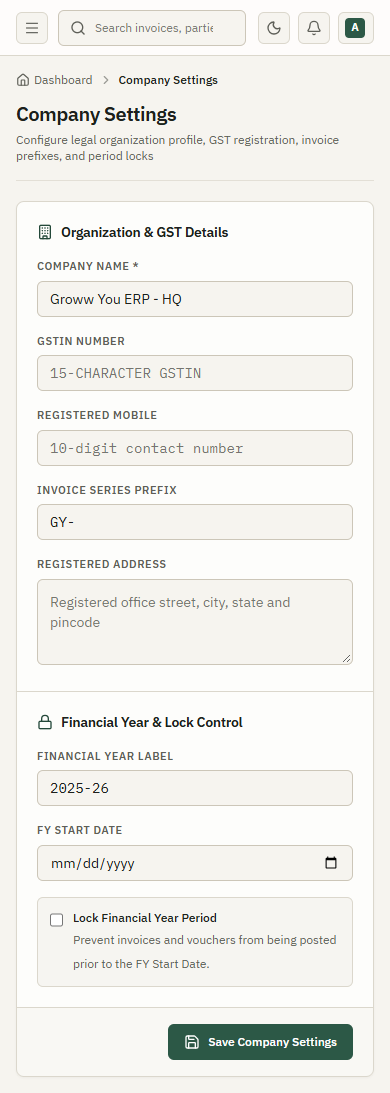 Search invoices, partie
A
Dashboard > Company Settings
Company Settings
Configure legal organization profile, GST registration, invoice
prefixes, and period locks
Organization & GST Details
COMPANY NAME *
Groww You ERP - HQ
GSTIN NUMBER
15-CHARACTER GSTIN
REGISTERED MOBILE
10-digit contact number
INVOICE SERIES PREFIX
GY-
REGISTERED ADDRESS
Registered office street, city, state and
pincode
Financial Year & Lock Control
FINANCIAL YEAR LABEL
2025-26
FY START DATE
mm/dd/yyyy
Lock Financial Year Period
Prevent invoices and vouchers from being posted
prior to the FY Start Date.
Save Company Settings